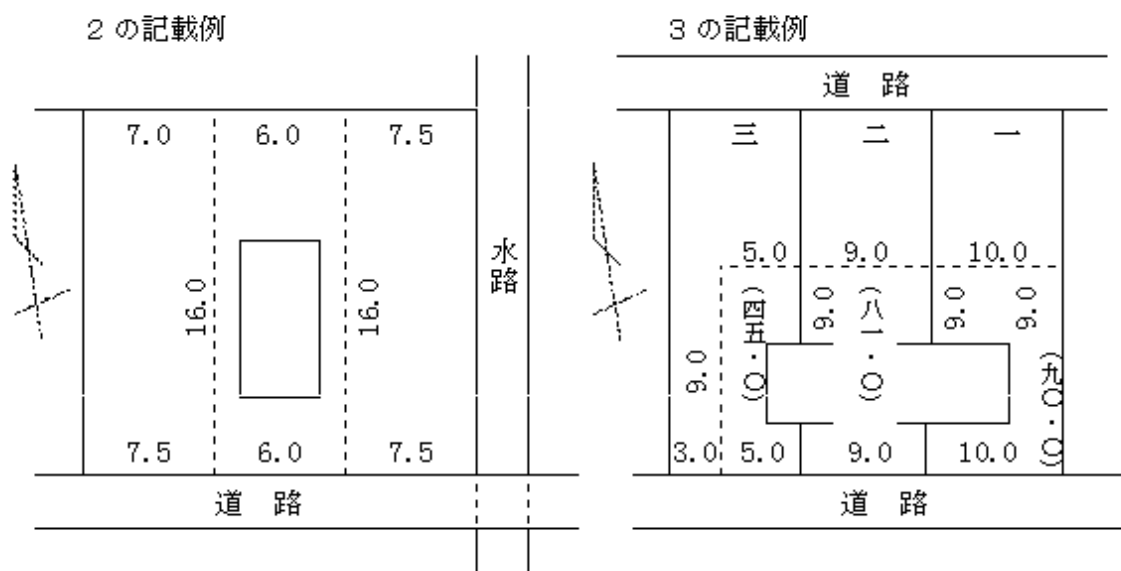 2の記載例
7.0 6.0 7.5
16.0
16.0
水路
7.5 6.0 7.5
道 路
3の記載例
道 路
三 二 一
5.0 9.0 10.0
9.0
(四五・〇)
9.0
(八一・〇)
9.0
9.0
(九〇・〇)
3.0 5.0 9.0 10.0
道 路